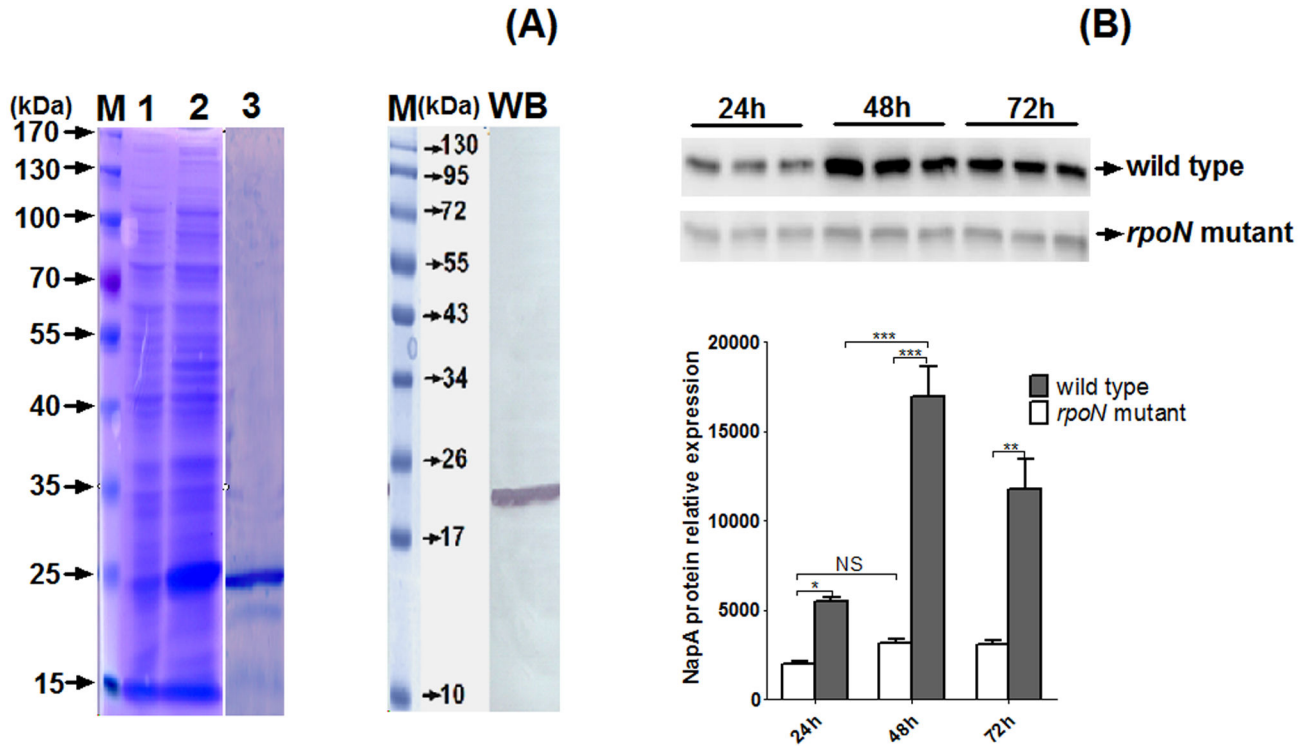 (A)
(B)
(kDa) M 1 2 3
170
130
100
70
55
40
35
25
15
M (kDa) WB
130
95
72
55
43
34
26
17
10
24h 48h 72h
wild type
rpoN mutant
NapA protein relative expression
20000
15000
10000
5000
0
***
***
**
NS
*
wild type
rpoN mutant
24h 48h 72h